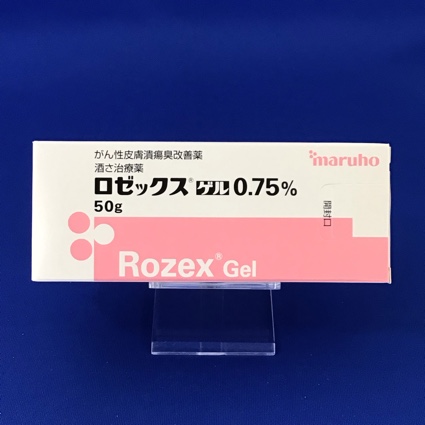 がん性皮膚潰瘍臭改善薬
酒さ治療薬
maruho
ロゼックス®ゲル0.75%
50g
開封口
Rozex® Gel